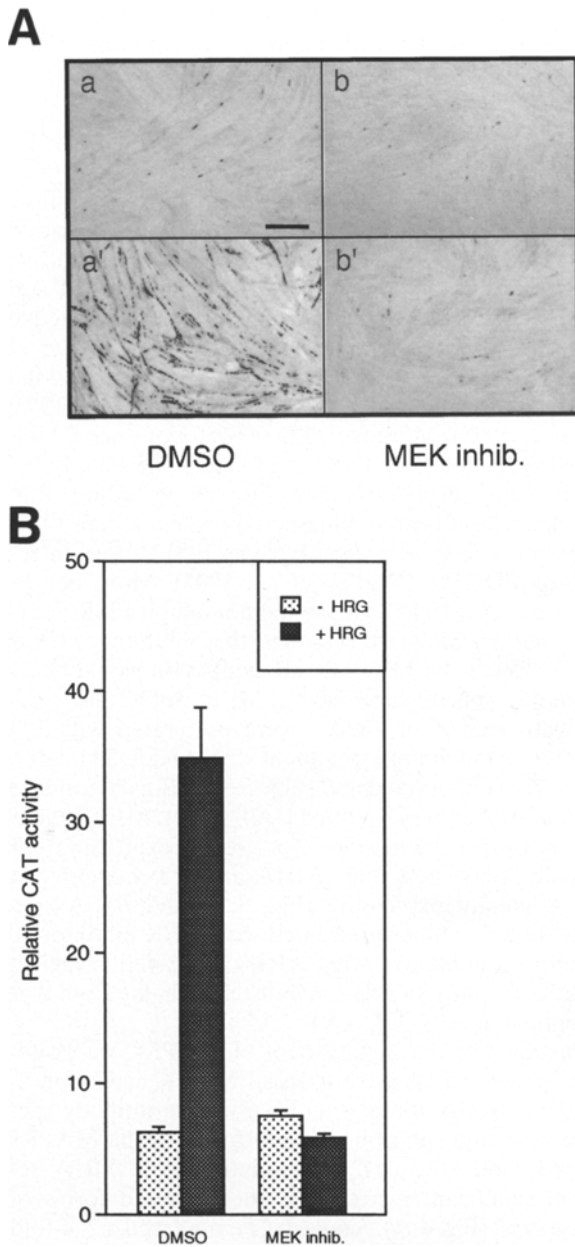 A
a
b
a'
b'
DMSO
MEK inhib.
B
50
- HRG
+ HRG
40
30
20
10
0
Relative CAT activity
DMSO
MEK inhib.